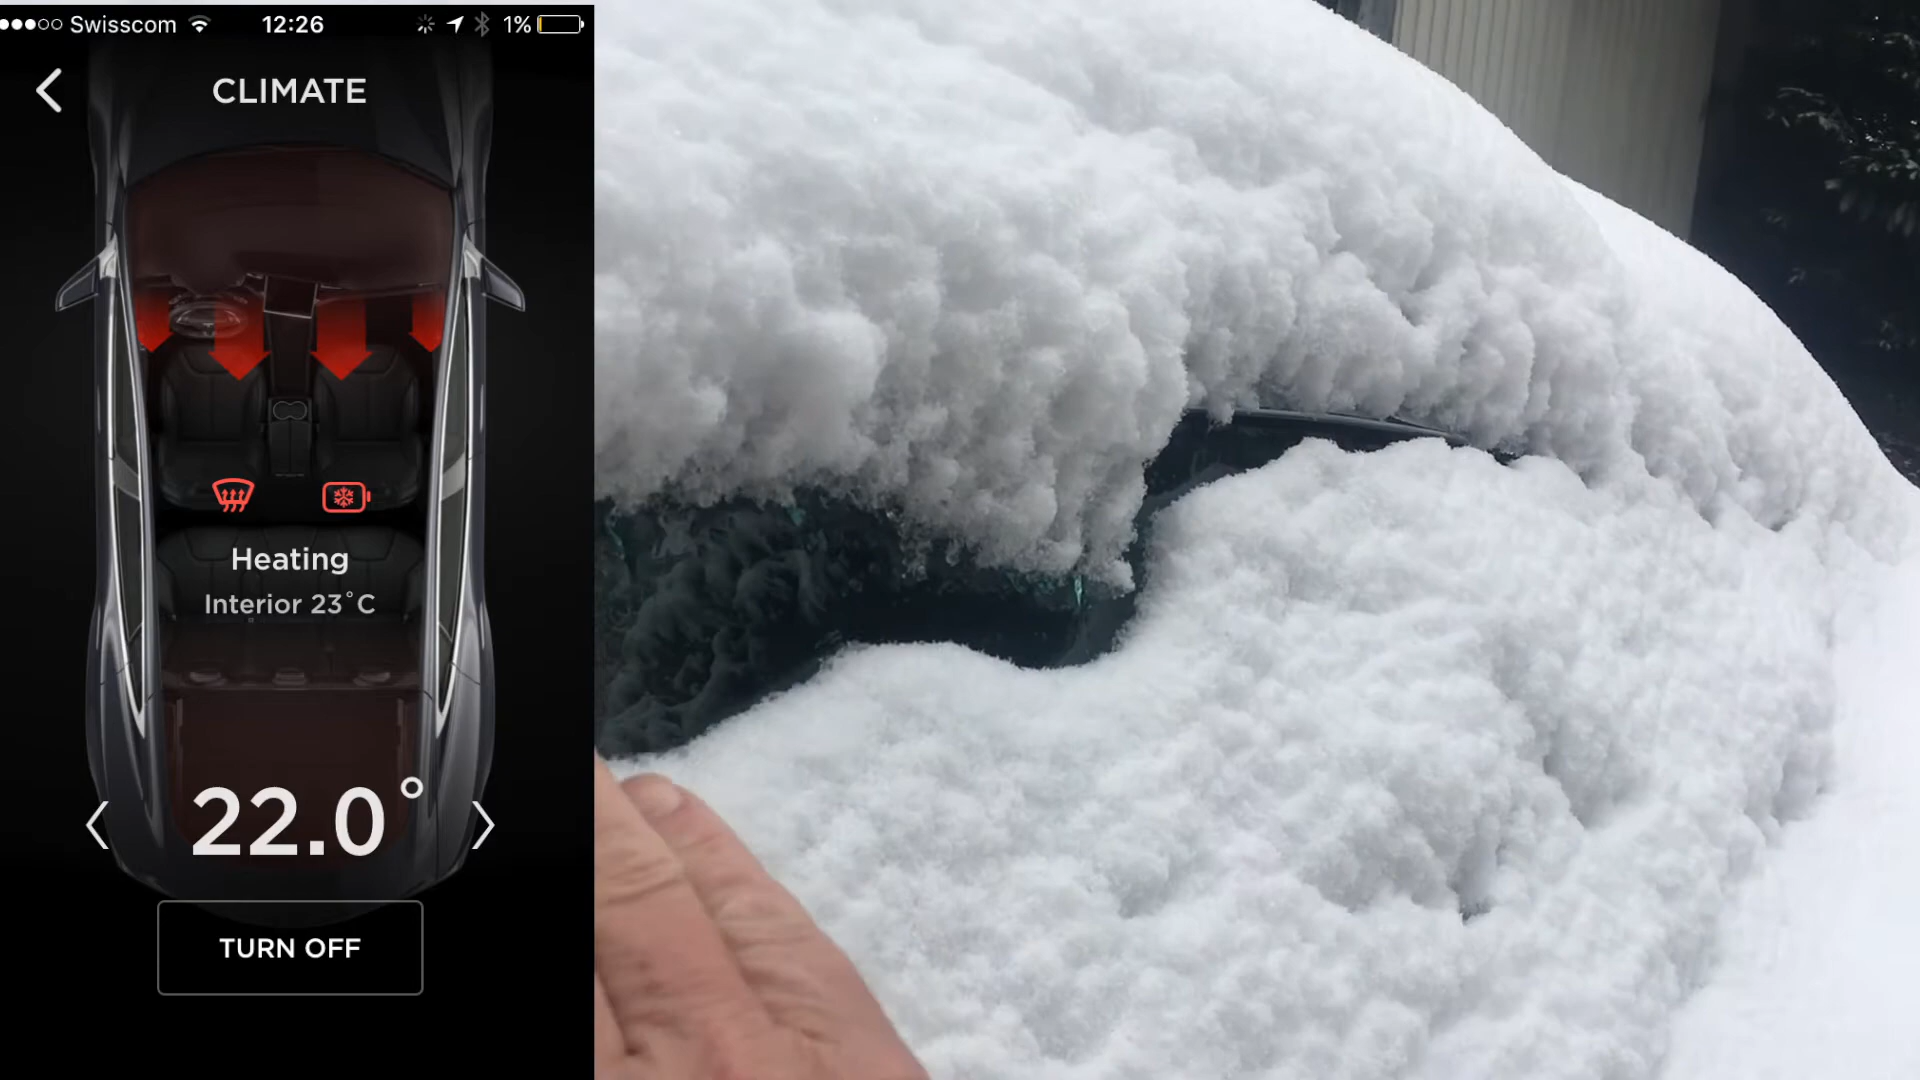 Swisscom 12:26 1%
CLIMATE
Heating
Interior 23°C
22.0°
TURN OFF